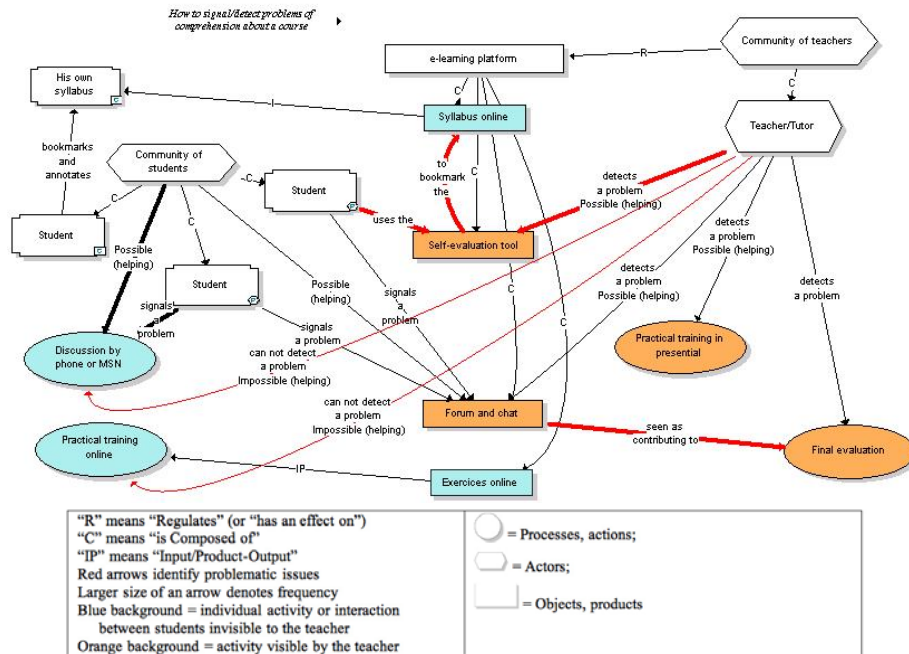 How to signal/detect problems of
comprehension about a course
Community of teachers
e-learning platform
R
His own
syllabus
C
C
C
I
Syllabus online
Teacher/Tutor
bookmarks
and
annotates
Community of
students
to
bookmark
the
C
detects
a problem
Possible (helping)
C
Student
C
uses the
Student
C
C
Self-evaluation tool
Possible
(helping)
Student
signals
a
problem
Possible
(helping)
signals
a
problem
detects
a problem
Possible (helping)
detects
a problem
Possible (helping)
detects
a problem
C
C
signals
a problem
Discussion by
phone or MSN
can not detect
a problem
Impossible (helping)
Practical training in
presential
can not detect
a problem
Impossible (helping)
Forum and chat
seen as
contributing to
Practical training
online
Final evaluation
IP
Exercices online
“R” means “Regulates” (or “has an effect on”)
“C” means “is Composed of”
“IP” means “Input/Product-Output”
Red arrows identify problematic issues
Larger size of an arrow denotes frequency
Blue background = individual activity or interaction
between students invisible to the teacher
Orange background = activity visible by the teacher
= Processes, actions;
= Actors;
= Objects, products